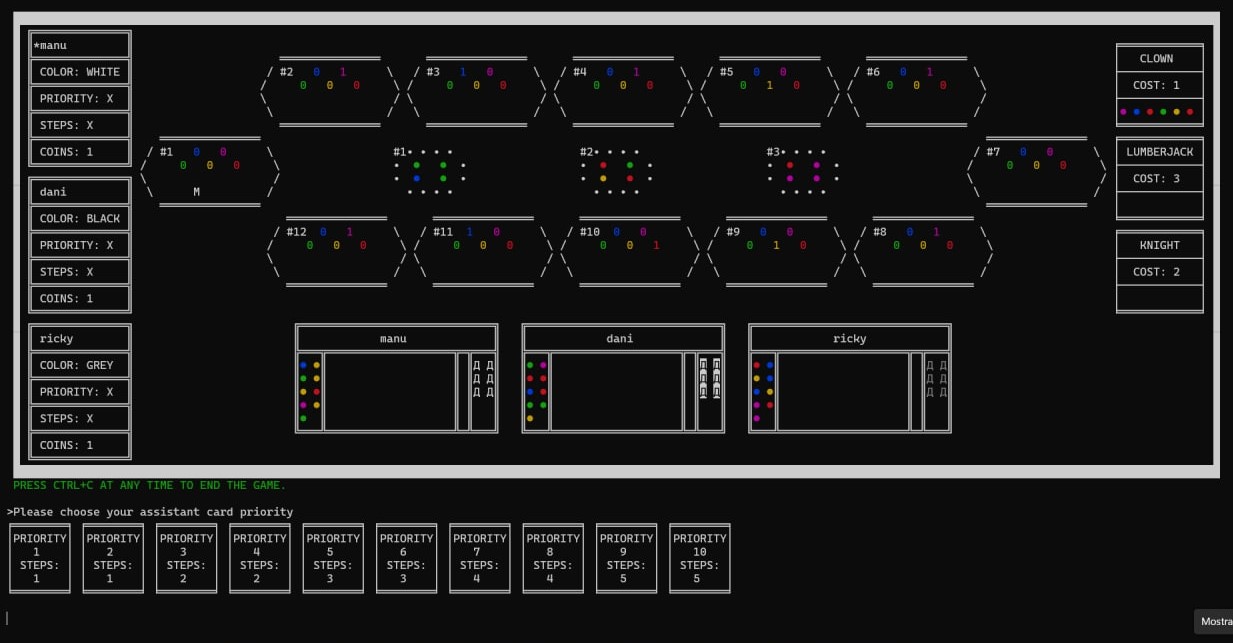 *manu
COLOR: WHITE
PRIORITY: X
STEPS: X
COINS: 1
dani
COLOR: BLACK
PRIORITY: X
STEPS: X
COINS: 1
ricky
COLOR: GREY
PRIORITY: X
STEPS: X
COINS: 1
#2 0 1
0 0 0
#3 1 0
0 0 0
#4 0 1
0 0 0
#5 0 0
0 1 0
#6 0 1
0 0 0
#1 0 0
0 0 0
M
#1
#2
#3
#7 0 0
0 0 0
#12 0 1
0 0 0
#11 1 0
0 0 0
#10 0 0
0 0 1
#9 0 0
0 1 0
#8 0 1
0 0 0
CLOWN
COST: 1
LUMBERJACK
COST: 3
KNIGHT
COST: 2
manu
Д Д
Д Д
Д Д
dani
Д Д
Д Д
Д Д
ricky
Д Д
Д Д
Д Д
PRESS CTRL+C AT ANY TIME TO END THE GAME.
>Please choose your assistant card priority
PRIORITY
1
STEPS:
1
PRIORITY
2
STEPS:
1
PRIORITY
3
STEPS:
2
PRIORITY
4
STEPS:
2
PRIORITY
5
STEPS:
3
PRIORITY
6
STEPS:
3
PRIORITY
7
STEPS:
4
PRIORITY
8
STEPS:
4
PRIORITY
9
STEPS:
5
PRIORITY
10
STEPS:
5
Mostra